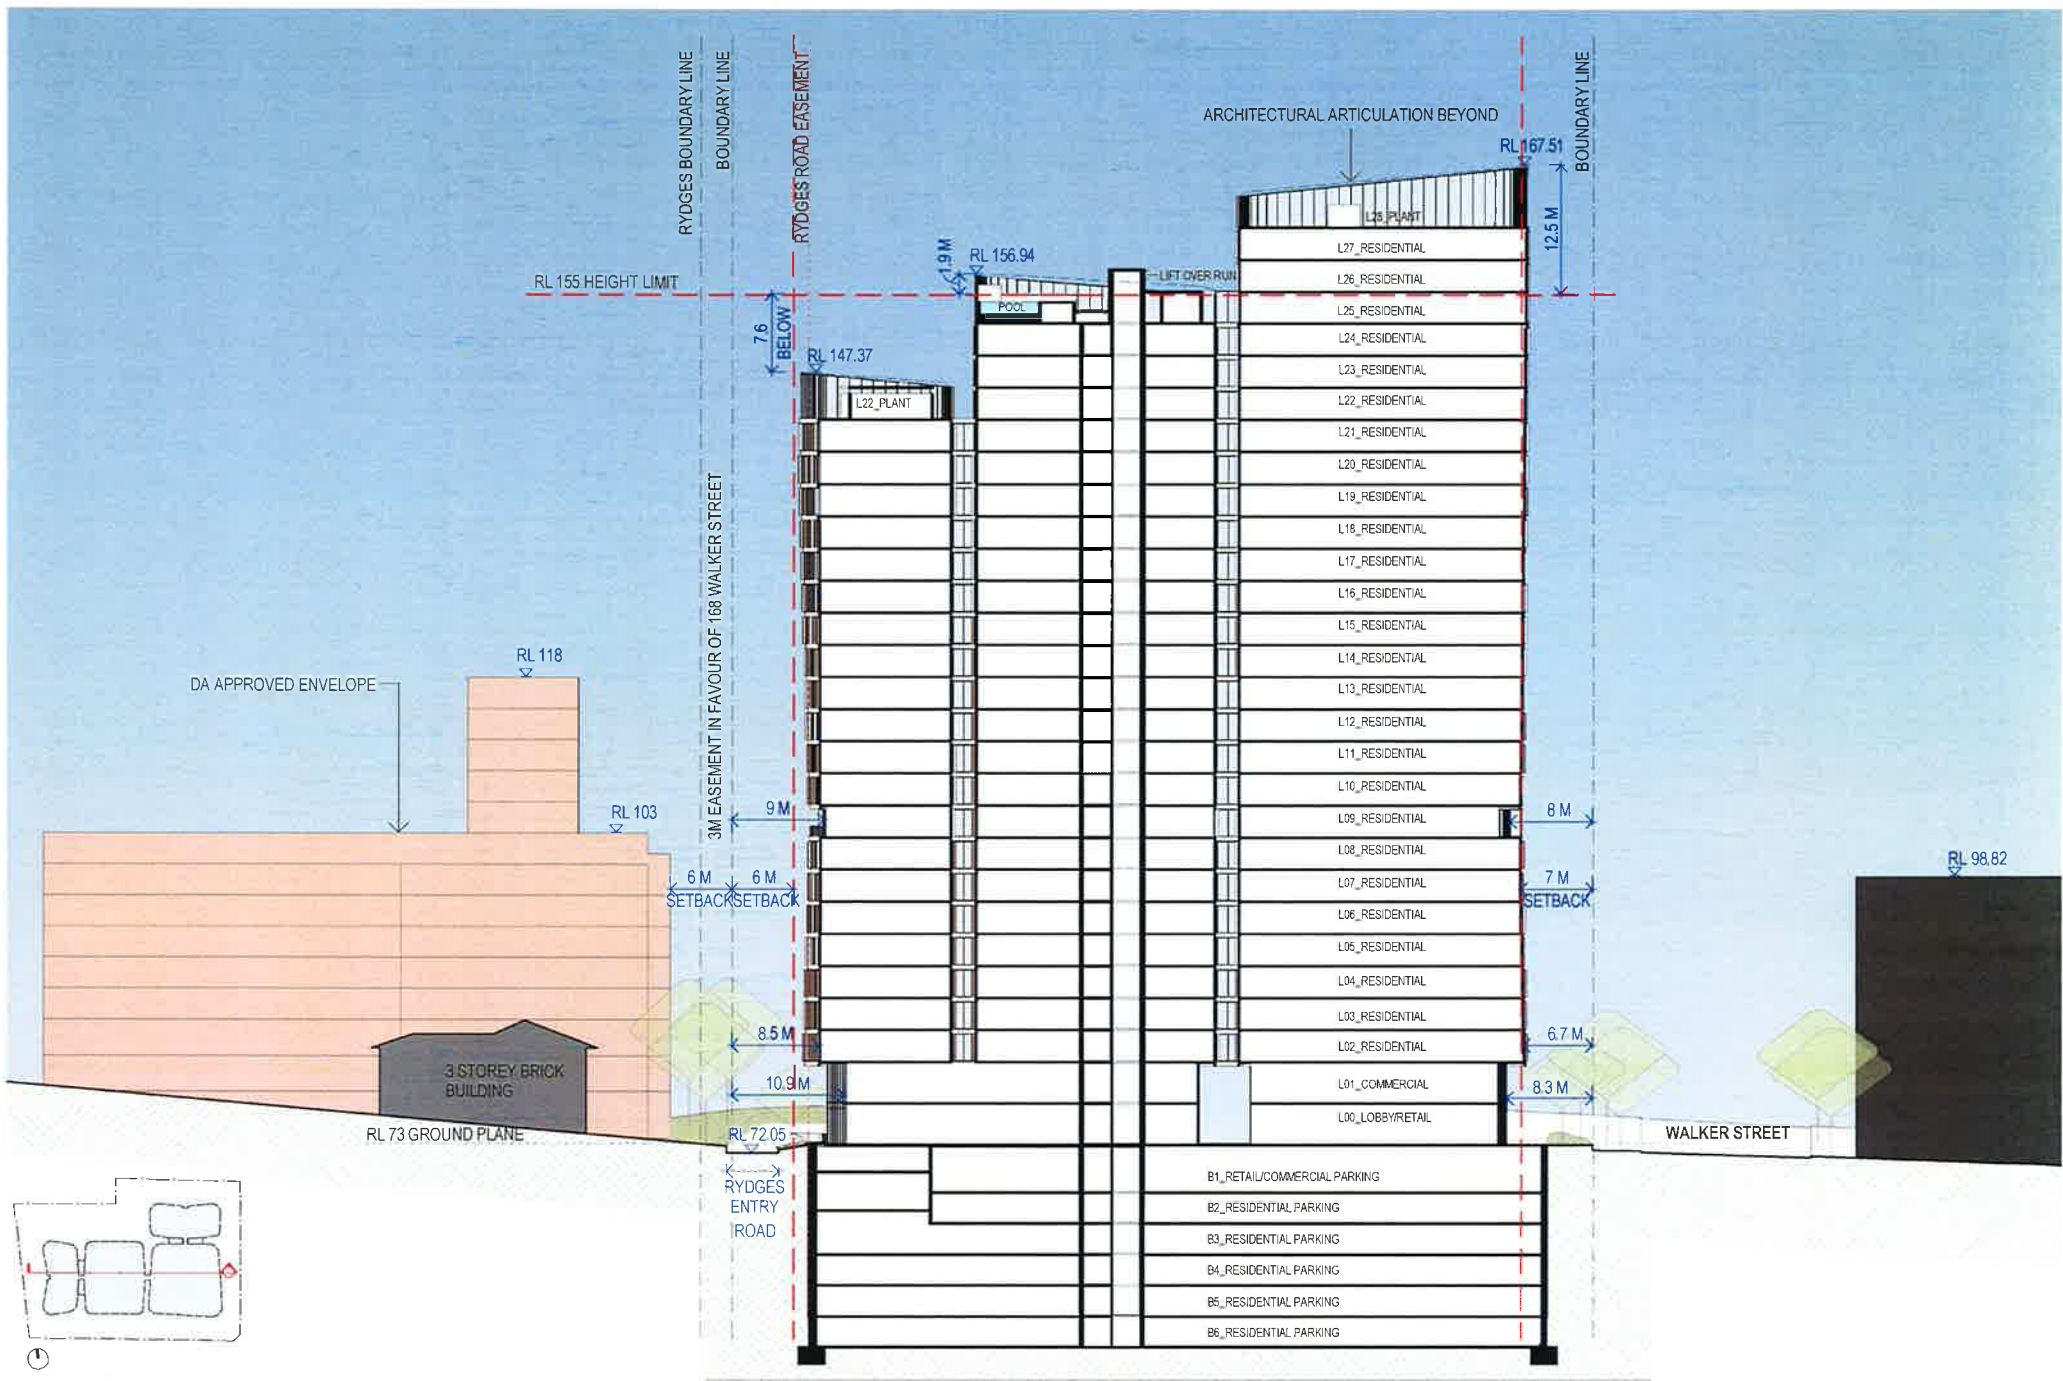 RYDGES BOUNDARY LINE
BOUNDARY LINE
RYDGES ROAD EASEMENT
BOUNDARY LINE
ARCHITECTURAL ARTICULATION BEYOND
RL 167.51
12.5 M
L28_PLANT
L27_RESIDENTIAL
1.9 M
RL 156.94
LIFT OVER RUN
L26_RESIDENTIAL
RL 155 HEIGHT LIMIT
POOL
L25_RESIDENTIAL
7.6
BELOW
L24_RESIDENTIAL
RL 147.37
L23_RESIDENTIAL
L22_PLANT
L22_RESIDENTIAL
L21_RESIDENTIAL
L20_RESIDENTIAL
L19_RESIDENTIAL
L18_RESIDENTIAL
L17_RESIDENTIAL
L16_RESIDENTIAL
L15_RESIDENTIAL
3M EASEMENT IN FAVOUR OF 168 WALKER STREET
RL 118
L14_RESIDENTIAL
DA APPROVED ENVELOPE
L13_RESIDENTIAL
L12_RESIDENTIAL
L11_RESIDENTIAL
L10_RESIDENTIAL
RL 103
9 M
L09_RESIDENTIAL
8 M
L08_RESIDENTIAL
RL 98.82
6 M
SETBACK
6 M
SETBACK
L07_RESIDENTIAL
7 M
SETBACK
L06_RESIDENTIAL
L05_RESIDENTIAL
L04_RESIDENTIAL
L03_RESIDENTIAL
8.5 M
L02_RESIDENTIAL
6.7 M
3 STOREY BRICK
BUILDING
10.9 M
L01_COMMERCIAL
8.3 M
L00_LOBBY/RETAIL
RL 73 GROUND PLANE
RL 72.05
WALKER STREET
RYDGES
ENTRY
ROAD
B1_RETAIL/COMMERCIAL PARKING
B2_RESIDENTIAL PARKING
B3_RESIDENTIAL PARKING
B4_RESIDENTIAL PARKING
B5_RESIDENTIAL PARKING
B6_RESIDENTIAL PARKING